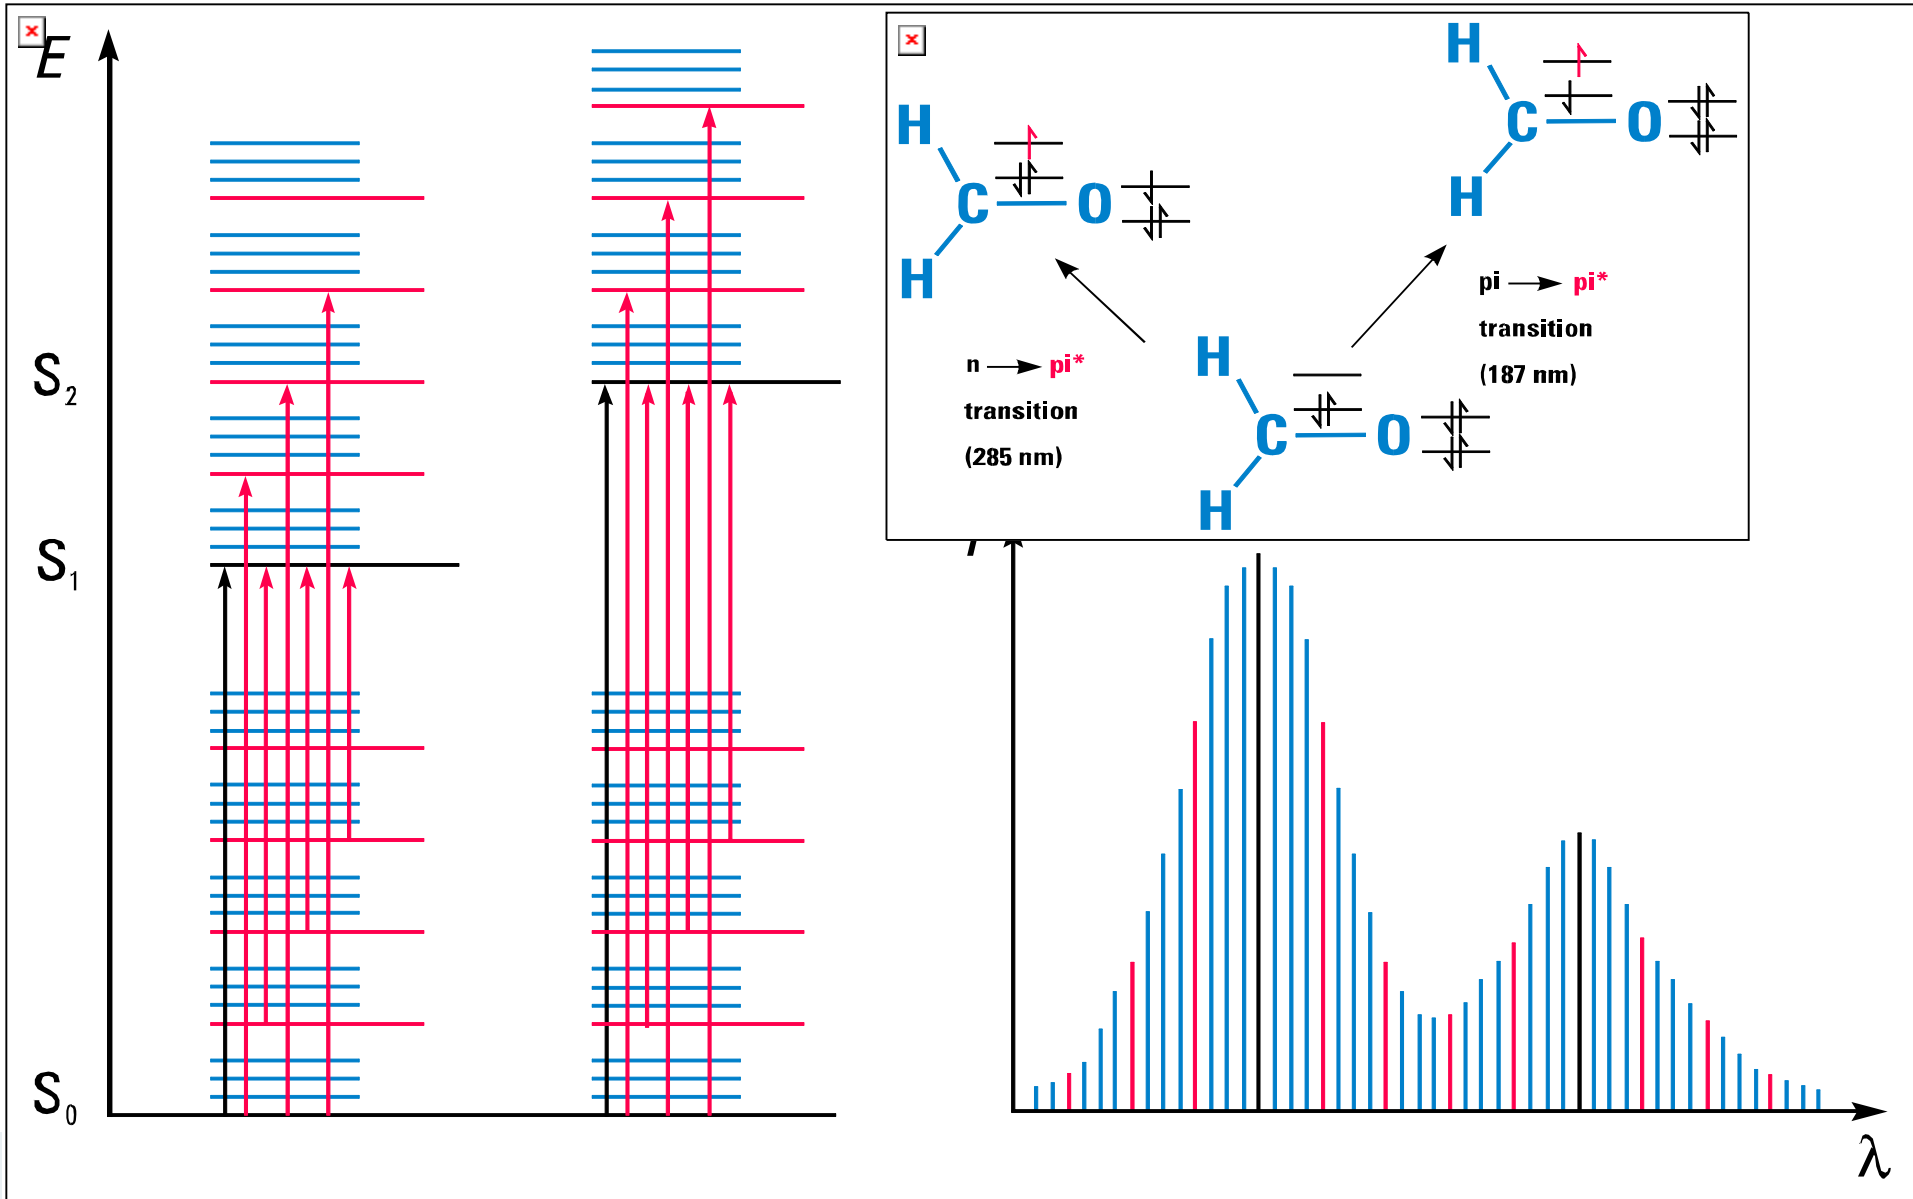 E
S2
S1
S0
H
C O
H
n pi*
transition
(285 nm)
H
C O
H
pi pi*
transition
(187 nm)
H
C O
H
λ